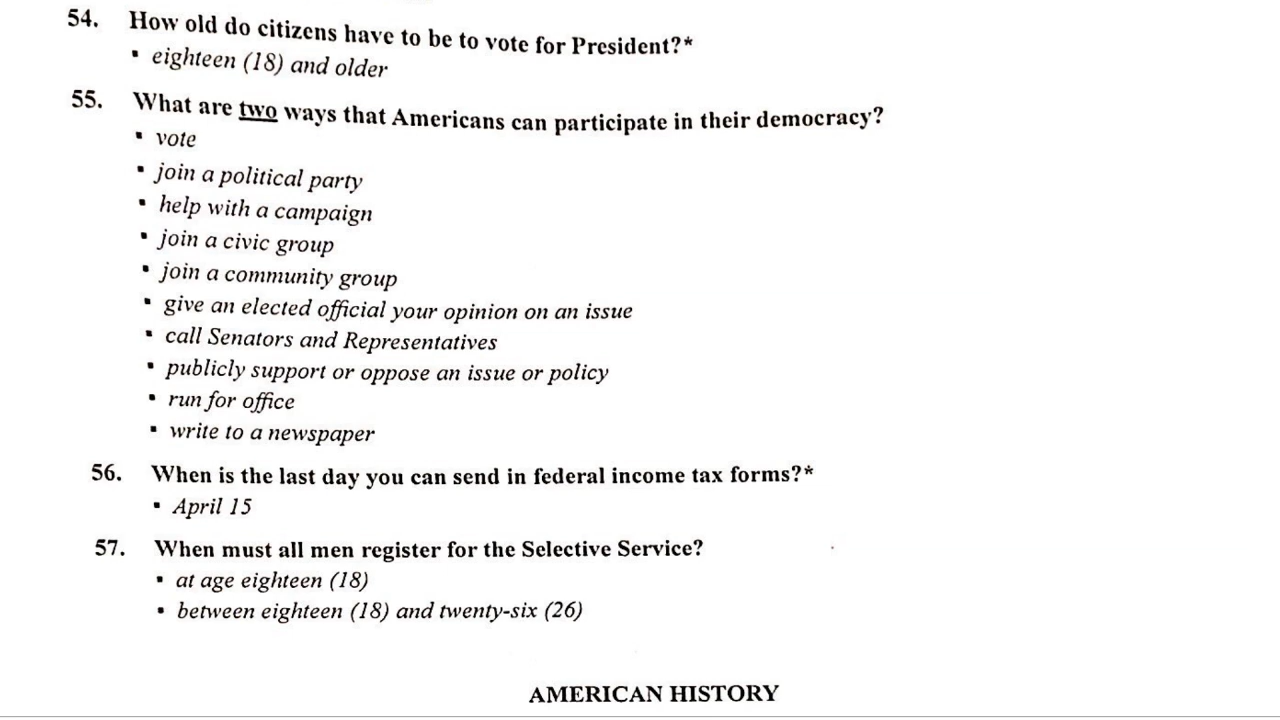 54. How old do citizens have to be to vote for President?*
▪ eighteen (18) and older
55. What are two ways that Americans can participate in their democracy?
▪ vote
▪ join a political party
▪ help with a campaign
▪ join a civic group
▪ join a community group
▪ give an elected official your opinion on an issue
▪ call Senators and Representatives
▪ publicly support or oppose an issue or policy
▪ run for office
▪ write to a newspaper
56. When is the last day you can send in federal income tax forms?*
▪ April 15
57. When must all men register for the Selective Service?
▪ at age eighteen (18)
▪ between eighteen (18) and twenty-six (26)
AMERICAN HISTORY